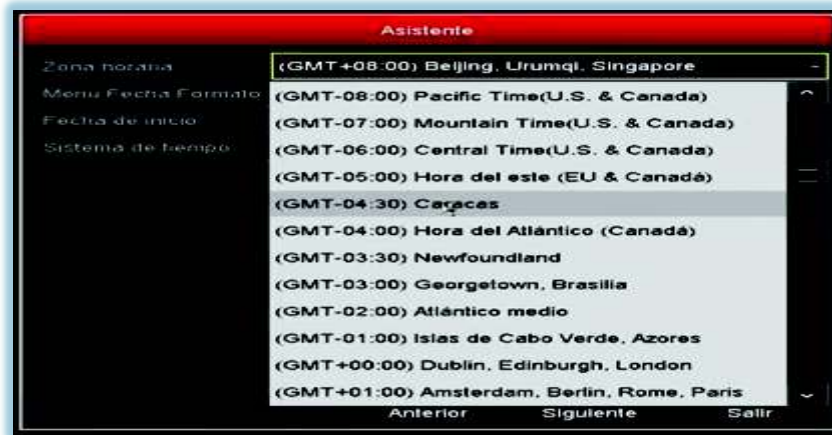 Asistente
Zona horaria (GMT+08:00) Beijing, Urumqi, Singapore
Menu Fecha Formato (GMT-08:00) Pacific Time(U.S. & Canada)
Fecha de inicio (GMT-07:00) Mountain Time(U.S. & Canada)
Sistema de tiempo (GMT-06:00) Central Time(U.S. & Canada)
(GMT-05:00) Hora del este (EU & Canadá)
(GMT-04:30) Caracas
(GMT-04:00) Hora del Atlántico (Canadá)
(GMT-03:30) Newfoundland
(GMT-03:00) Georgetown, Brasilia
(GMT-02:00) Atlántico medio
(GMT-01:00) Islas de Cabo Verde, Azores
(GMT+00:00) Dublin, Edinburgh, London
(GMT+01:00) Amsterdam, Berlin, Rome, Paris
Anterior Siguiente Salir